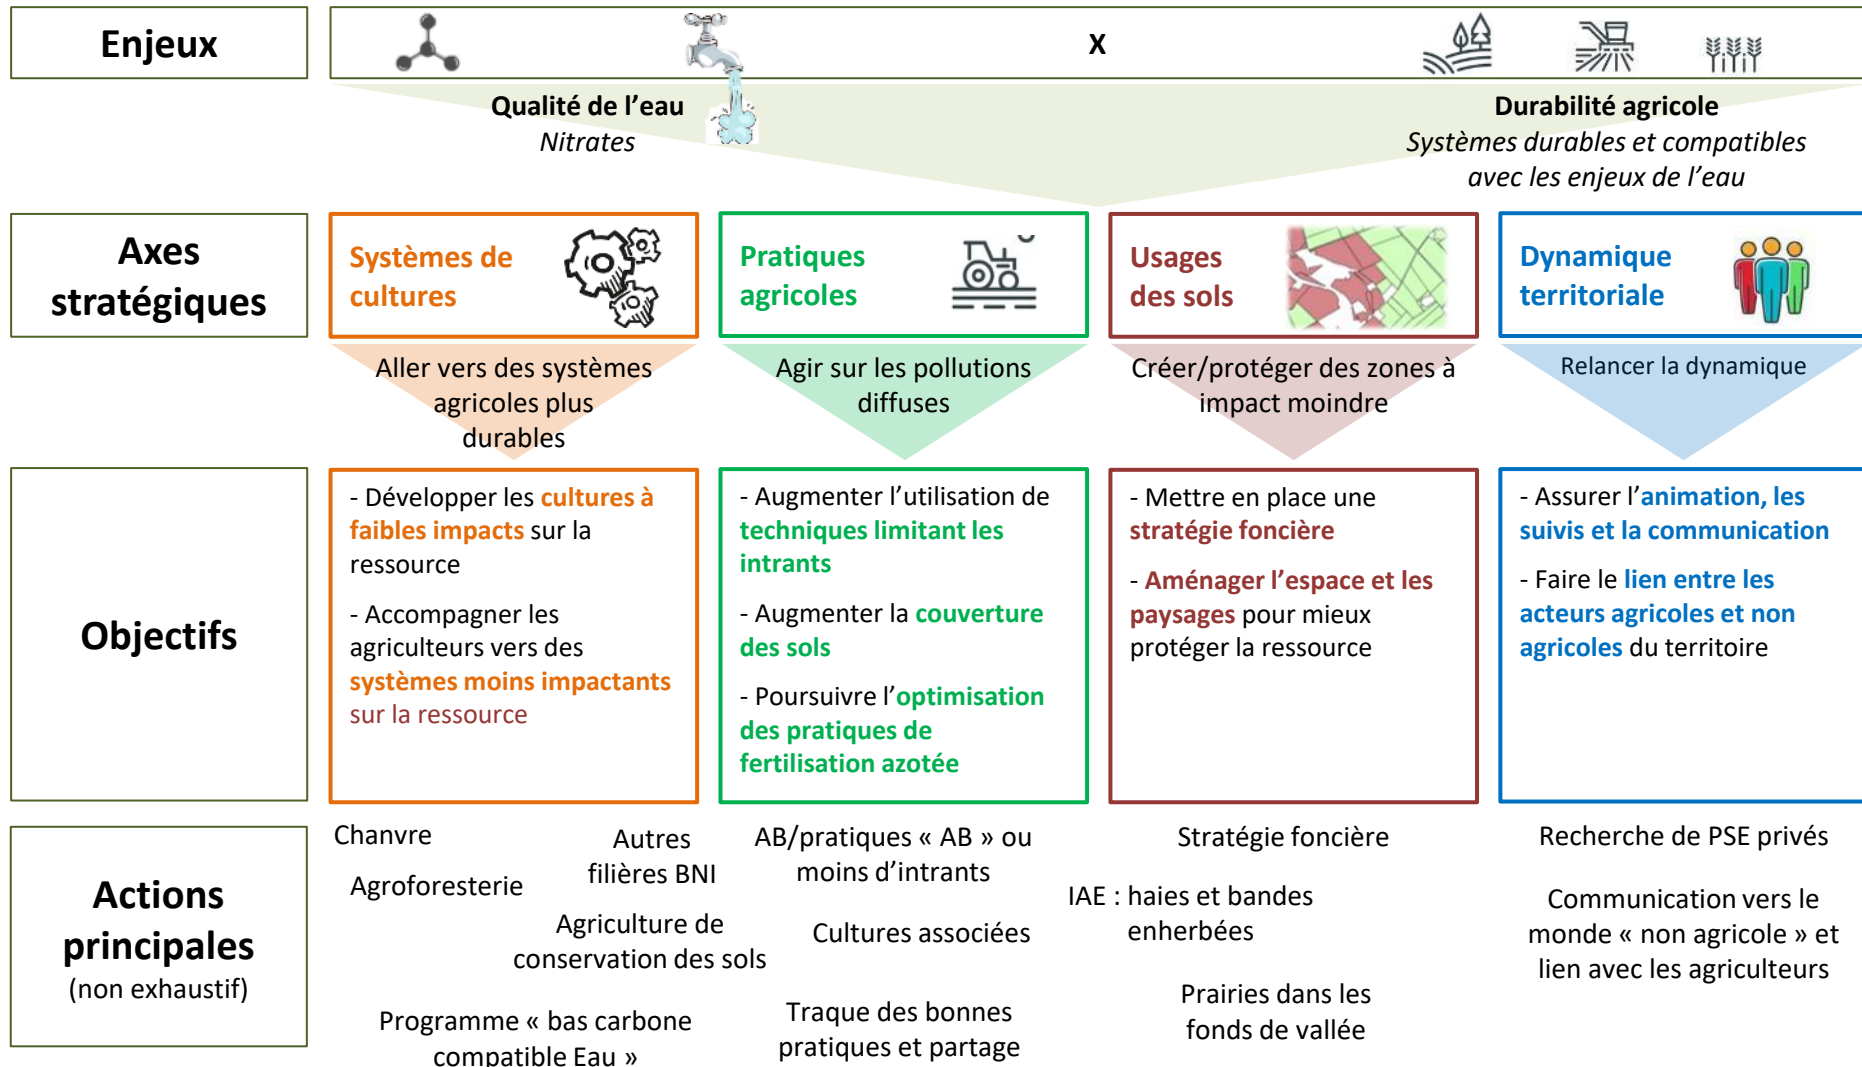 Enjeux
X
Qualité de l’eau
Nitrates
Durabilité agricole
Systèmes durables et compatibles
avec les enjeux de l’eau
Axes
stratégiques
Systèmes de
cultures
Pratiques
agricoles
Usages
des sols
Dynamique
territoriale
Aller vers des systèmes
agricoles plus
durables
Agir sur les pollutions
diffuses
Créer/protéger des zones à
impact moindre
Relancer la dynamique
Objectifs
- Développer les cultures à
faibles impacts sur la
ressource
- Accompagner les
agriculteurs vers des
systèmes moins impactants
sur la ressource
- Augmenter l’utilisation de
techniques limitant les
intrants
- Augmenter la couverture
des sols
- Poursuivre l’optimisation
des pratiques de
fertilisation azotée
- Mettre en place une
stratégie foncière
- Aménager l’espace et les
paysages pour mieux
protéger la ressource
- Assurer l’animation, les
suivis et la communication
- Faire le lien entre les
acteurs agricoles et non
agricoles du territoire
Actions
principales
(non exhaustif)
Chanvre
Autres
filières BNI
Agroforesterie
Agriculture de
conservation des sols
Programme « bas carbone
compatible Eau »
AB/pratiques « AB » ou
moins d’intrants
Cultures associées
Traque des bonnes
pratiques et partage
Stratégie foncière
IAE : haies et bandes
enherbées
Prairies dans les
fonds de vallée
Recherche de PSE privés
Communication vers le
monde « non agricole » et
lien avec les agriculteurs